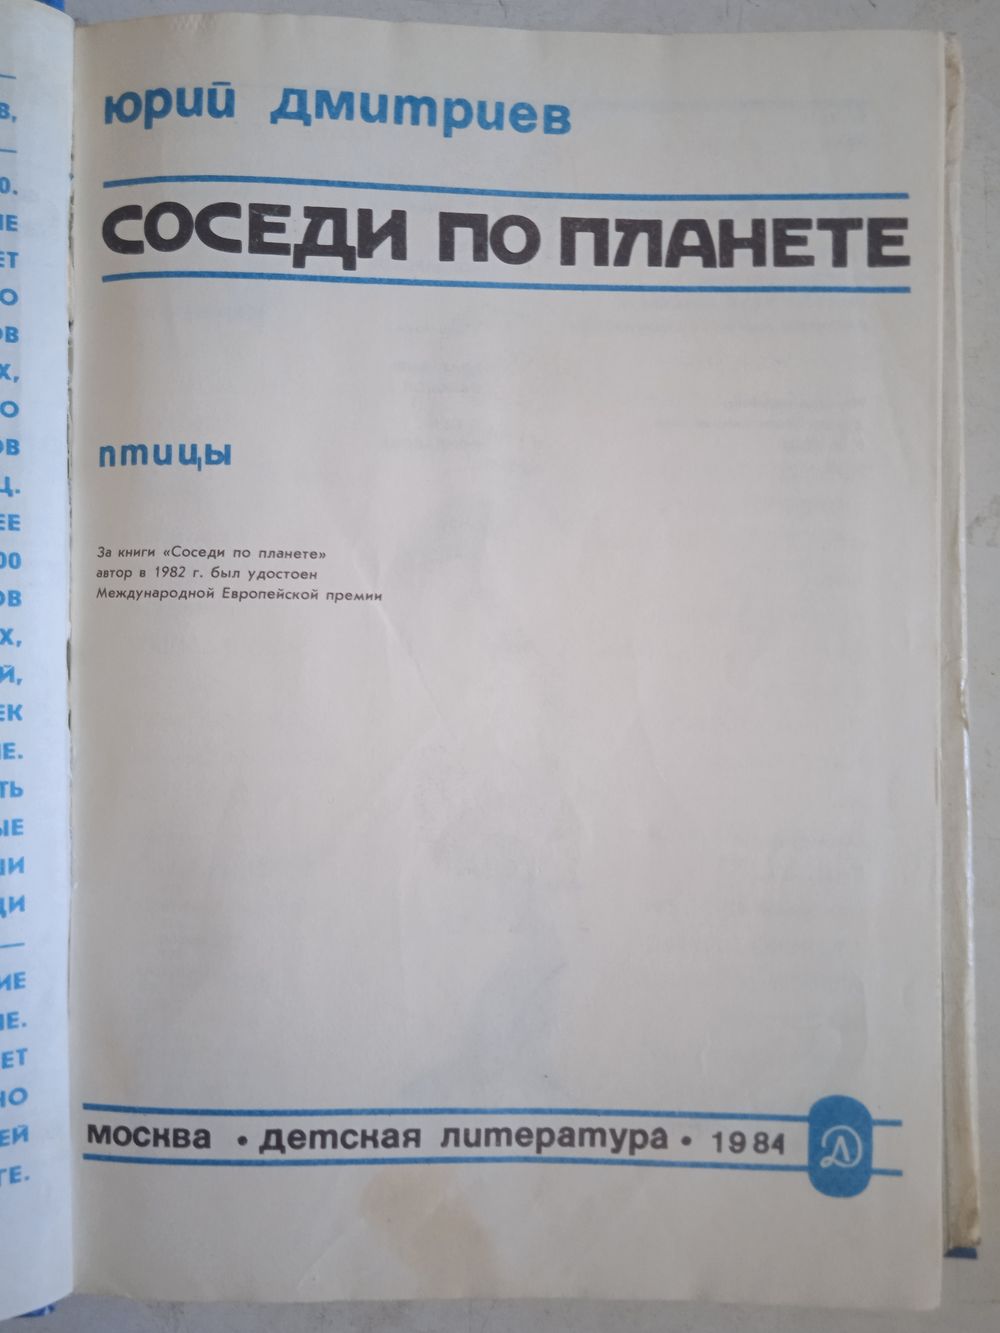 юрий дмитриев
СОСЕДИ ПО ПЛАНЕТЕ
птицы
За книги «Соседи по планете»
автор в 1982 г. был удостоен
Международной Европейской премии
москва • детская литература • 1984